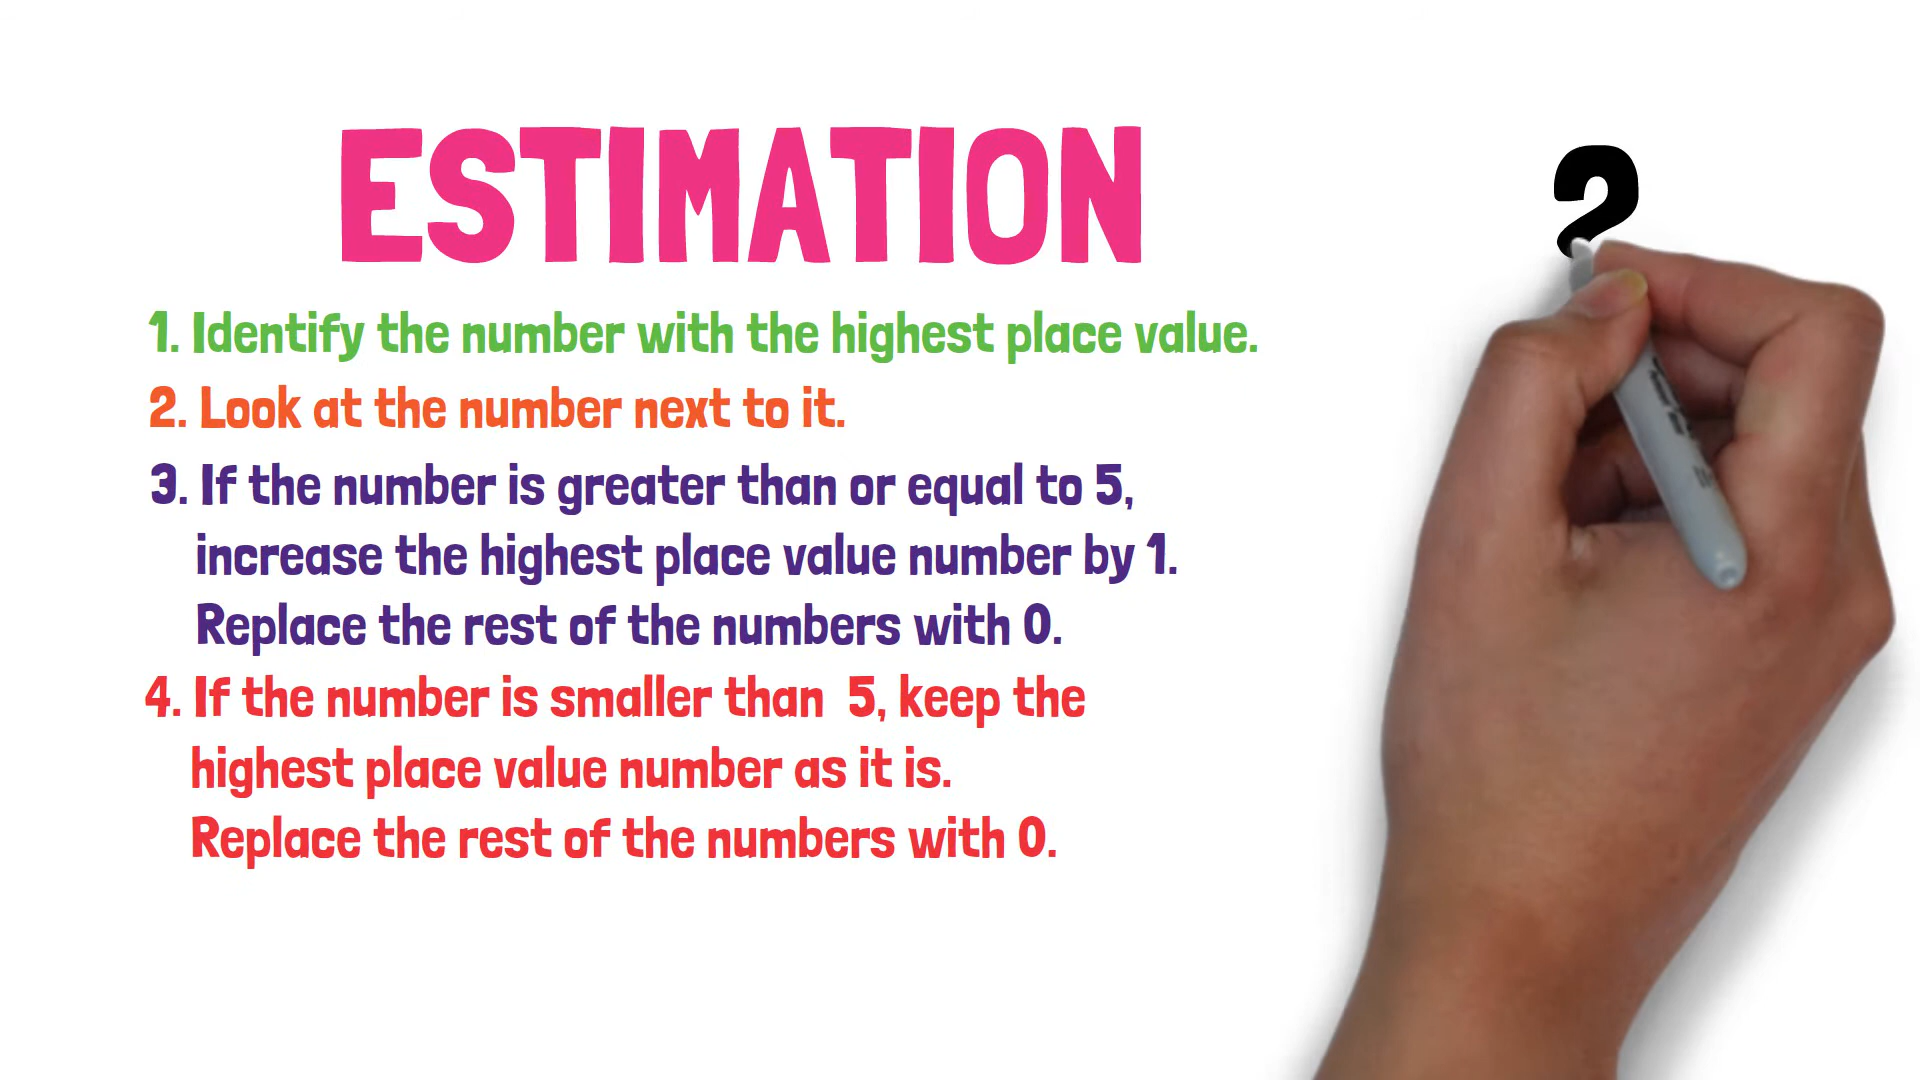 ESTIMATION
1. Identify the number with the highest place value.
2. Look at the number next to it.
3. If the number is greater than or equal to 5,
increase the highest place value number by 1.
Replace the rest of the numbers with 0.
4. If the number is smaller than 5, keep the
highest place value number as it is.
Replace the rest of the numbers with 0.